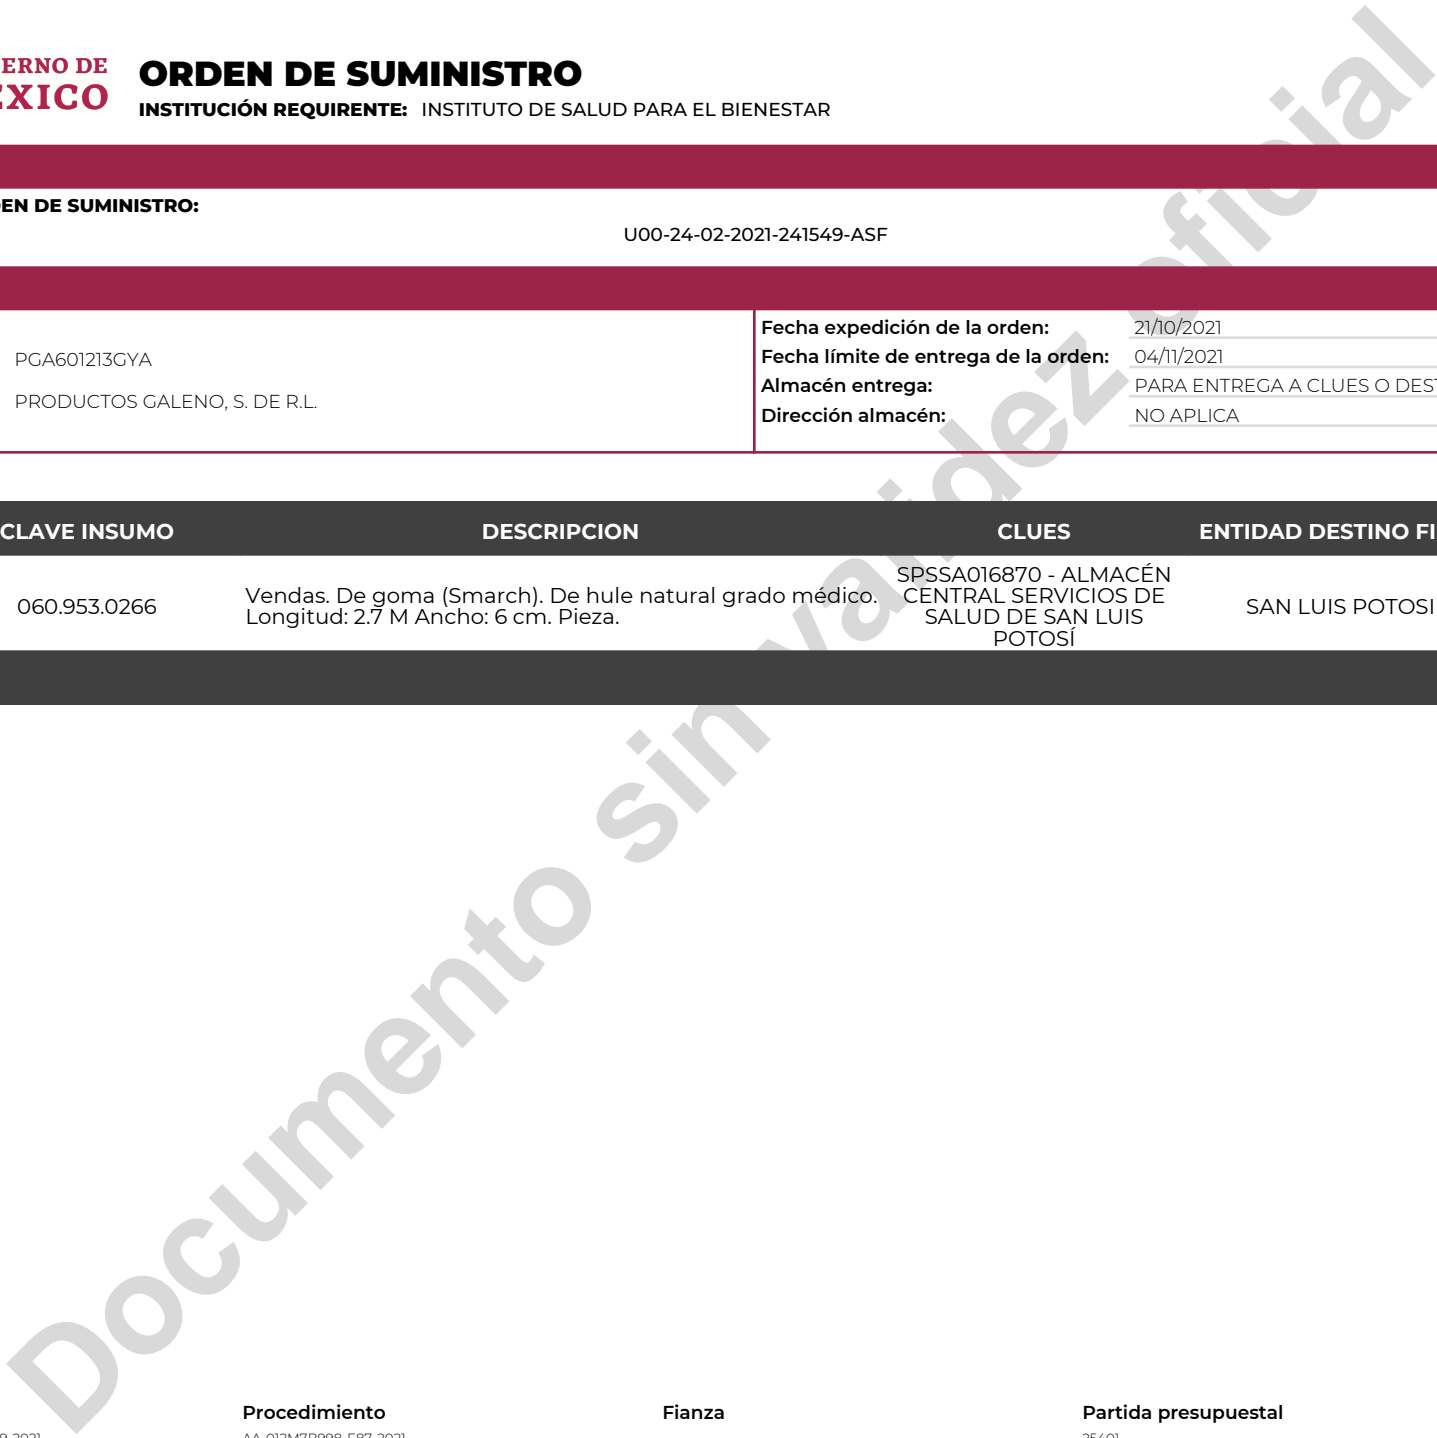 ERNO DE
ORDEN DE SUMINISTRO
INSTITUCIÓN REQUIRENTE: INSTITUTO DE SALUD PARA EL BIENESTAR
EN DE SUMINISTRO:
U00-24-02-2021-241549-ASF
Fecha expedición de la orden: 21/10/2021
PGA601213GYA
Fecha límite de entrega de la orden: 04/11/2021
Almacén entrega: PARA ENTREGA A CLUES O DEST
PRODUCTOS GALENO, S. DE R.L.
Dirección almacén: NO APLICA
CLAVE INSUMO DESCRIPCION CLUES ENTIDAD DESTINO FI
060.953.0266
Vendas. De goma (Smarch). De hule natural grado médico.
Longitud: 2.7 M Ancho: 6 cm. Pieza.
SPSSA016870 - ALMACÉN
CENTRAL SERVICIOS DE
SALUD DE SAN LUIS
POTOSÍ
SAN LUIS POTOSI
Documento sin validez oficial
Procedimiento Fianza Partida presupuestal